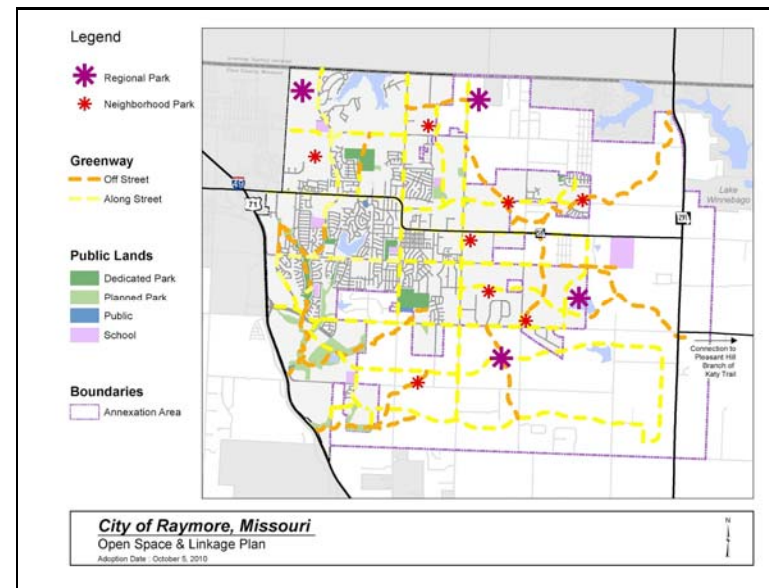 Legend
Regional Park
Neighborhood Park
Greenway
Off Street
Along Street
Public Lands
Dedicated Park
Planned Park
Public
School
Boundaries
Annexation Area
49
71
58
Lake
Winnebago
Connection to
Pleasant Hill
Branch of
Katy Trail
City of Raymore, Missouri
Open Space & Linkage Plan
Adoption Date : October 5, 2010
N